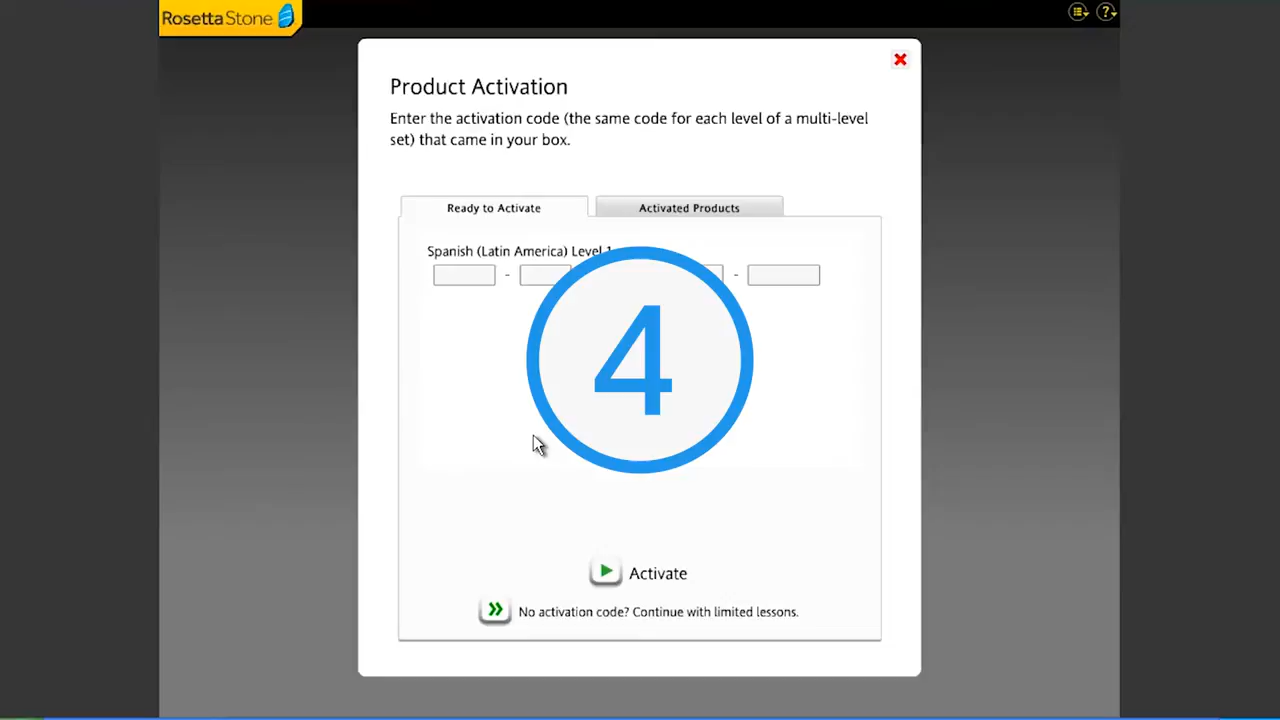 RosettaStone
?
Product Activation
Enter the activation code (the same code for each level of a multi-level
set) that came in your box.
Ready to Activate
Activated Products
Spanish (Latin America) Level 1
- -
4
Activate
No activation code? Continue with limited lessons.